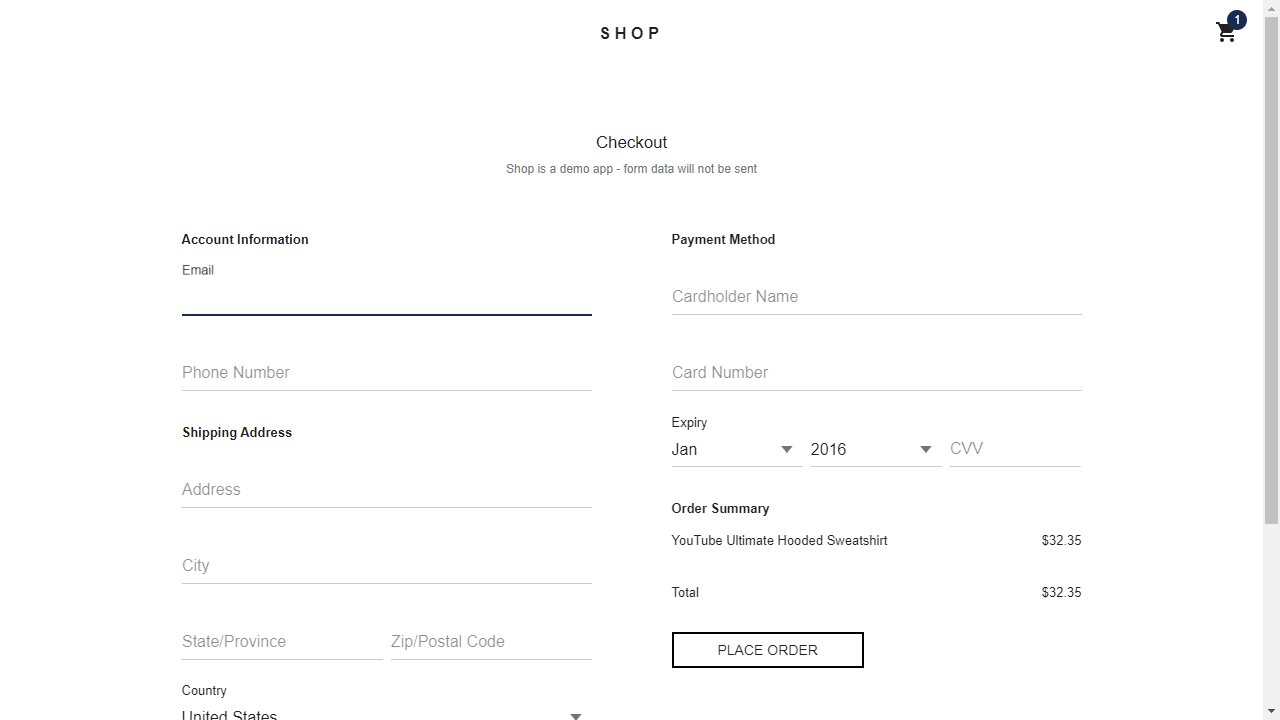 SHOP
1
Checkout
Shop is a demo app - form data will not be sent
Account Information
Email
Phone Number
Shipping Address
Address
City
State/Province Zip/Postal Code
Country
United States
Payment Method
Cardholder Name
Card Number
Expiry
Jan 2016 CVV
Order Summary
YouTube Ultimate Hooded Sweatshirt $32.35
Total $32.35
PLACE ORDER